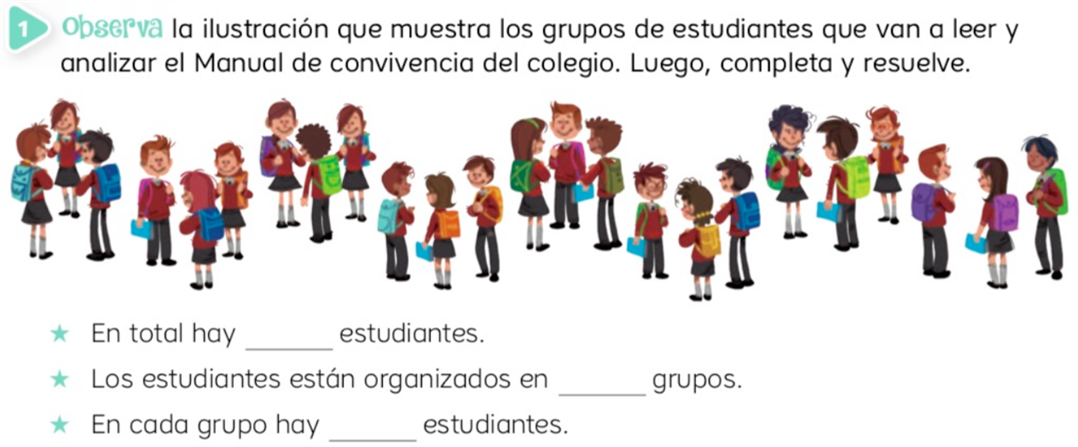 1 Observa la ilustración que muestra los grupos de estudiantes que van a leer y
analizar el Manual de convivencia del colegio. Luego, completa y resuelve.
★ En total hay ______ estudiantes.
★ Los estudiantes están organizados en ______ grupos.
★ En cada grupo hay ______ estudiantes.